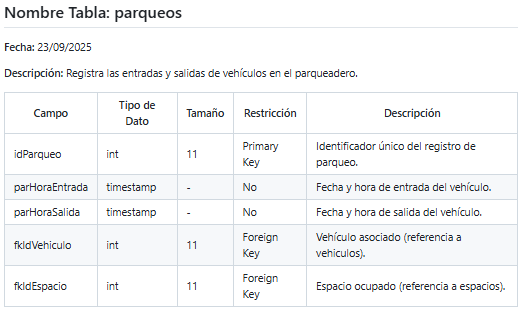 Nombre Tabla: parqueos
Fecha: 23/09/2025
Descripción: Registra las entradas y salidas de vehículos en el parqueadero.
Campo Tipo de Dato Tamaño Restricción Descripción
idParqueo int 11 Primary Key Identificador único del registro de parqueo.
parHoraEntrada timestamp - No Fecha y hora de entrada del vehículo.
parHoraSalida timestamp - No Fecha y hora de salida del vehículo.
fkIdVehiculo int 11 Foreign Key Vehículo asociado (referencia a vehiculos).
fkIdEspacio int 11 Foreign Key Espacio ocupado (referencia a espacios).